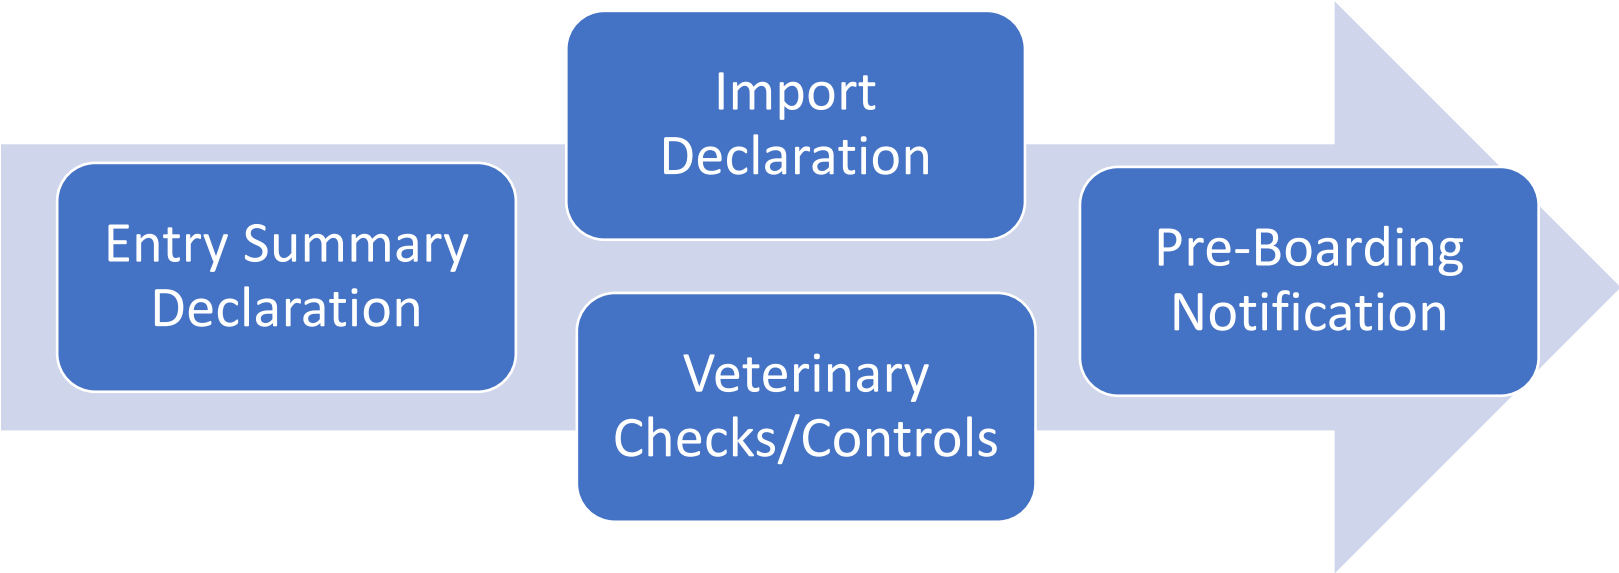 Entry Summary
Declaration
Import
Declaration
Veterinary
Checks/Controls
Pre-Boarding
Notification